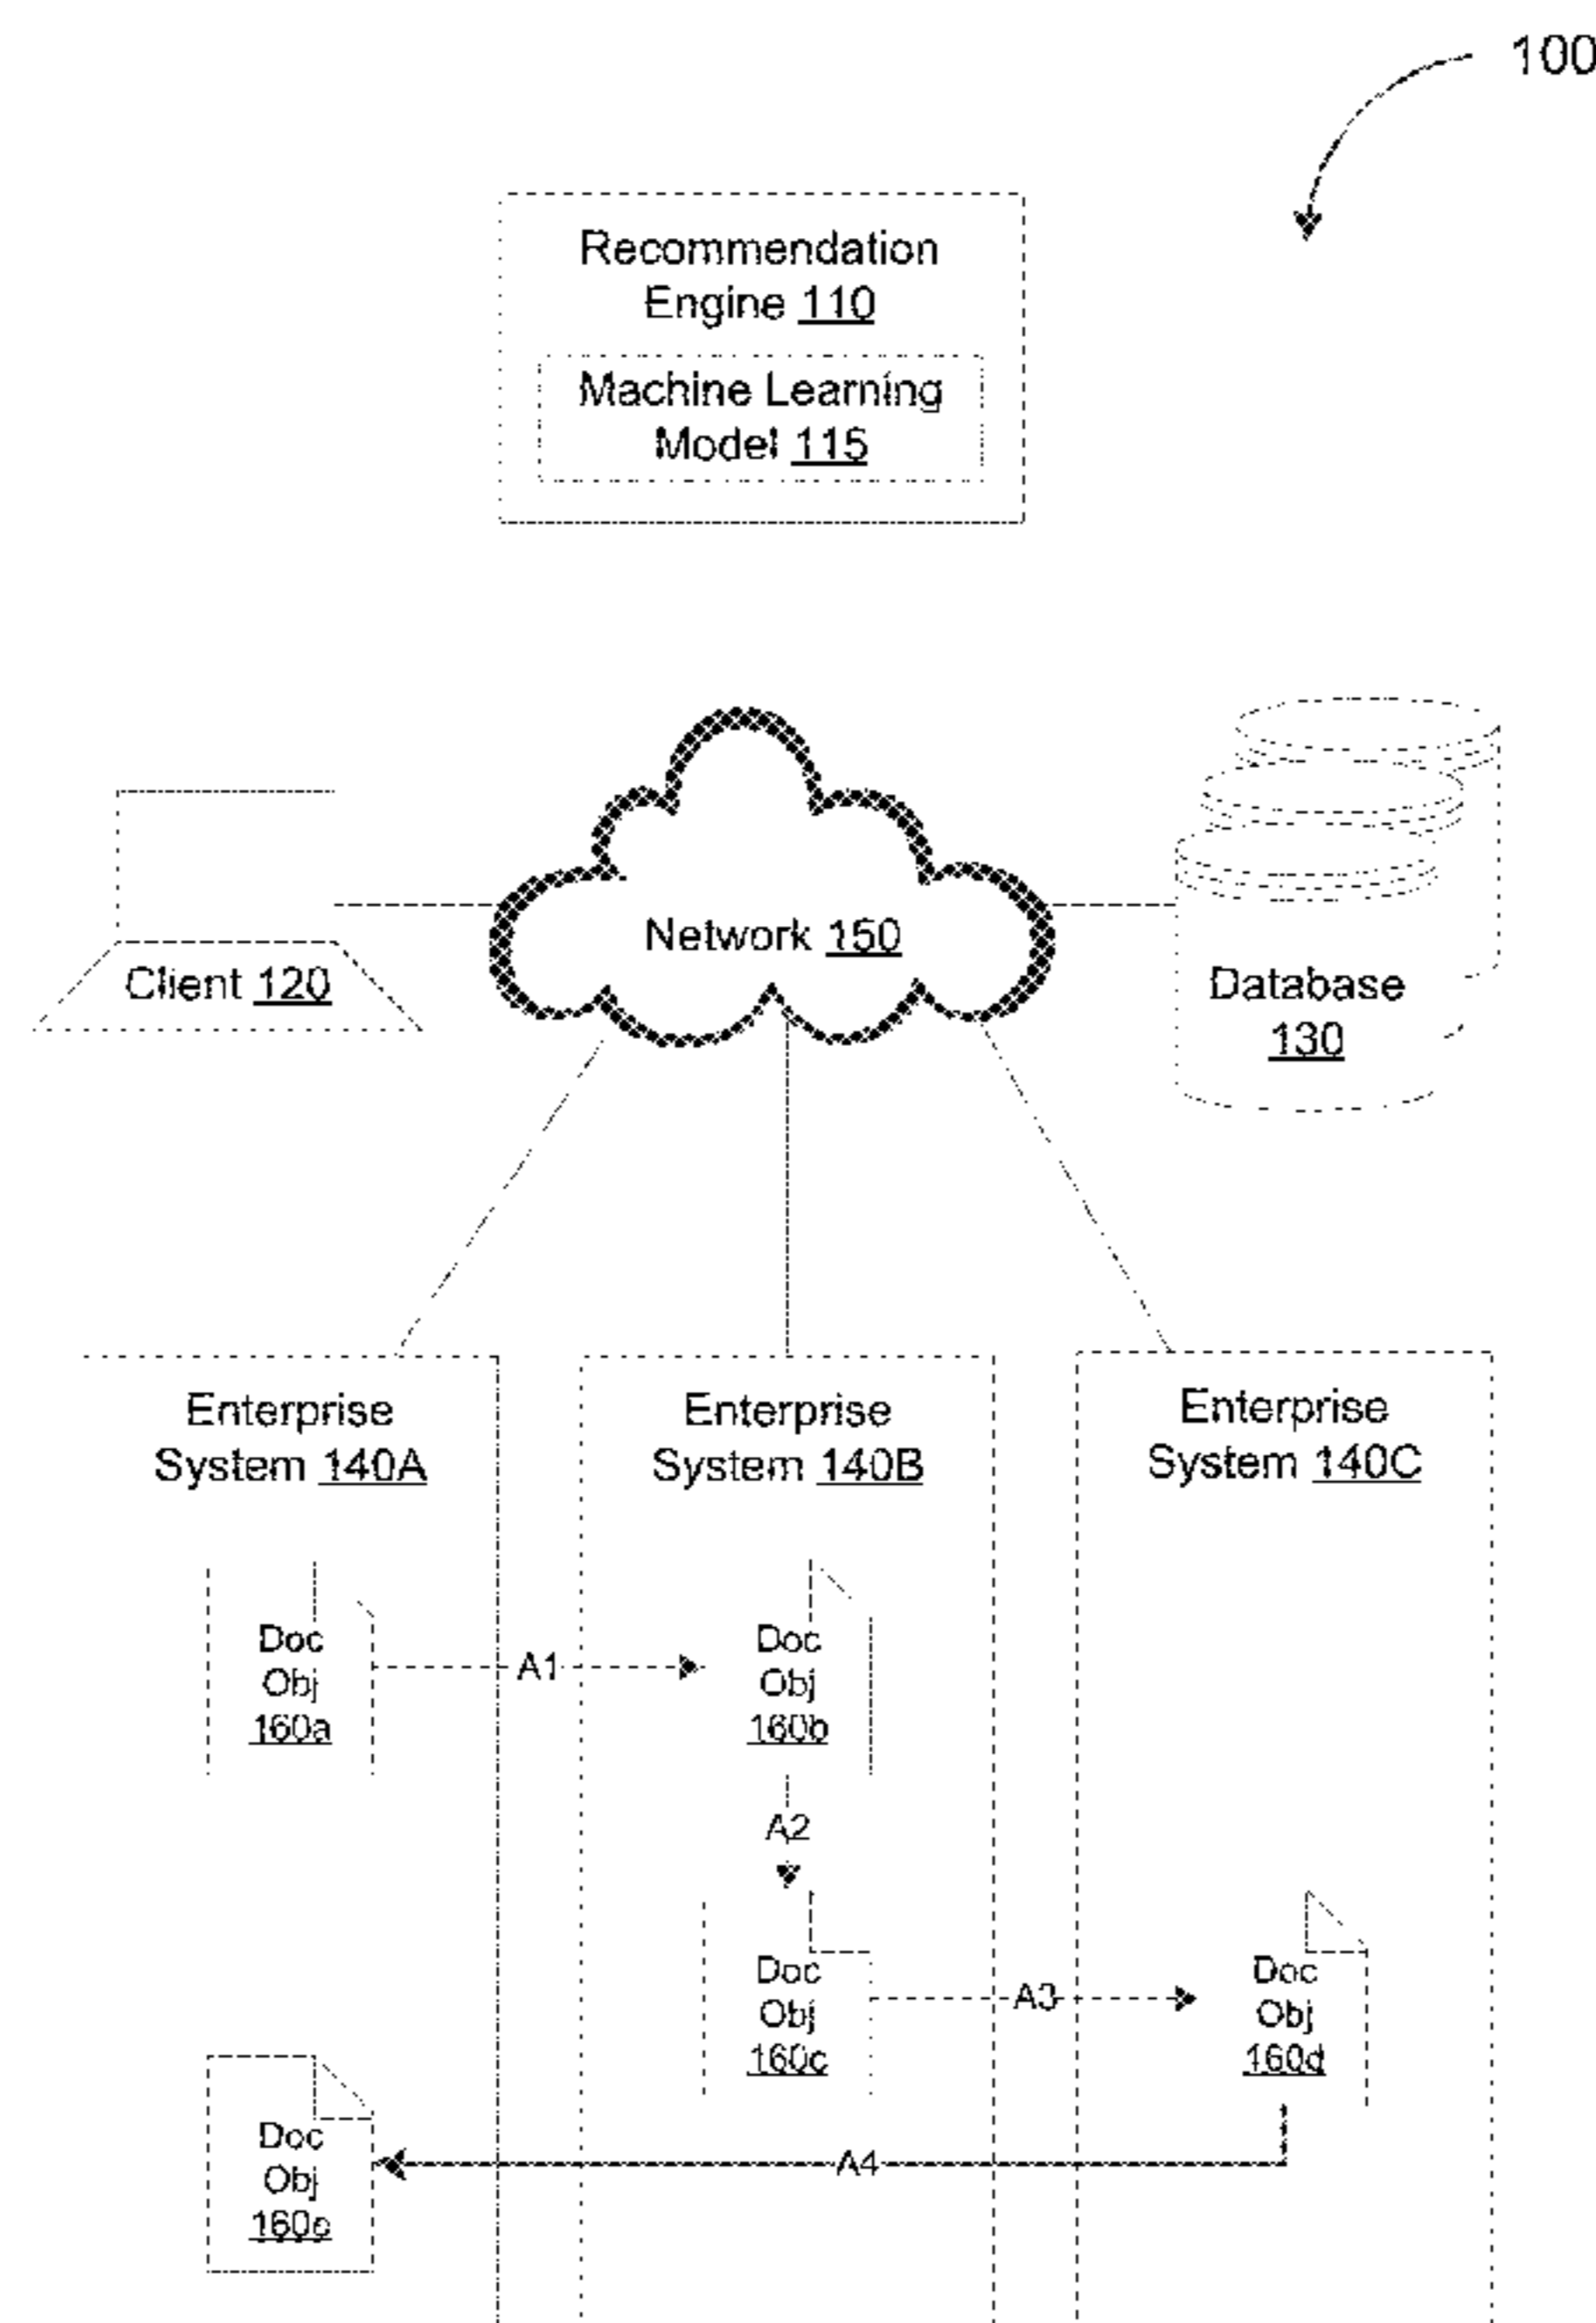 100
Recommendation
Engine 110
Machine Learning
Model 115
Network 150
Client 120
Database
130
Enterprise
System 140A
Enterprise
System 140B
Enterprise
System 140C
Doc
Obj
160a
A1
Doc
Obj
160b
A2
Doc
Obj
160c
A3
Doc
Obj
160d
A4
Doc
Obj
160e